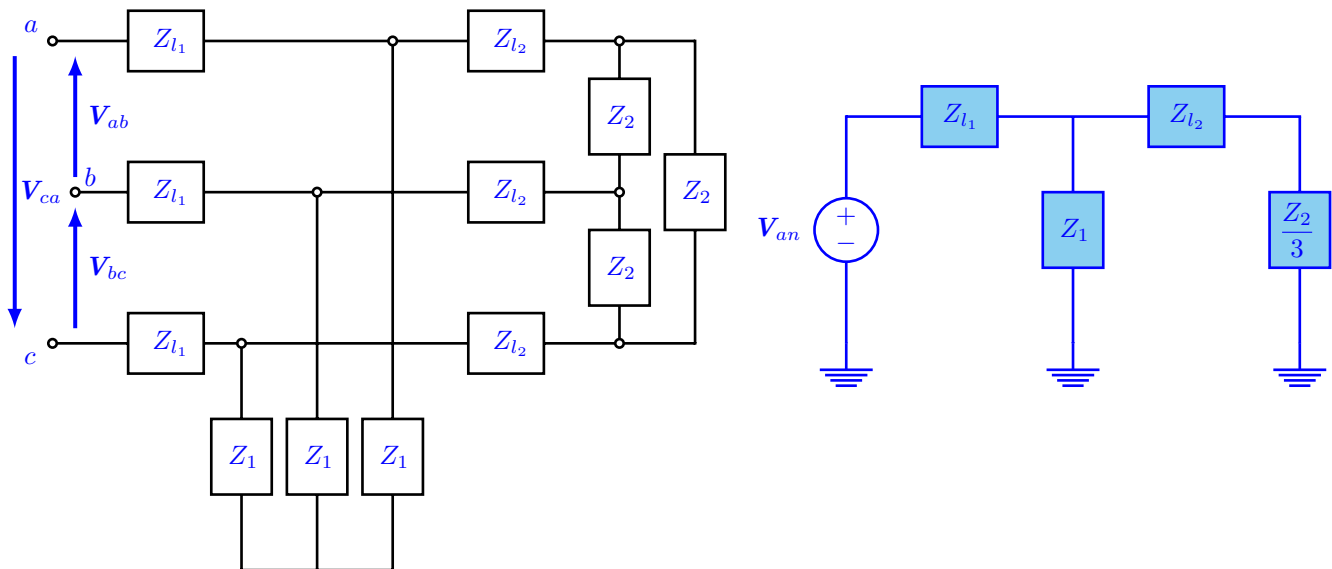 a
Z_{l_1}
Z_{l_2}
V_{ab}
Z_2
Z_{l_1}
Z_{l_2}
V_{an}
+
−
Z_1
Z_2
3
b
V_{ca}
Z_{l_1}
Z_{l_2}
Z_2
V_{bc}
Z_2
c
Z_{l_1}
Z_{l_2}
Z_1
Z_1
Z_1